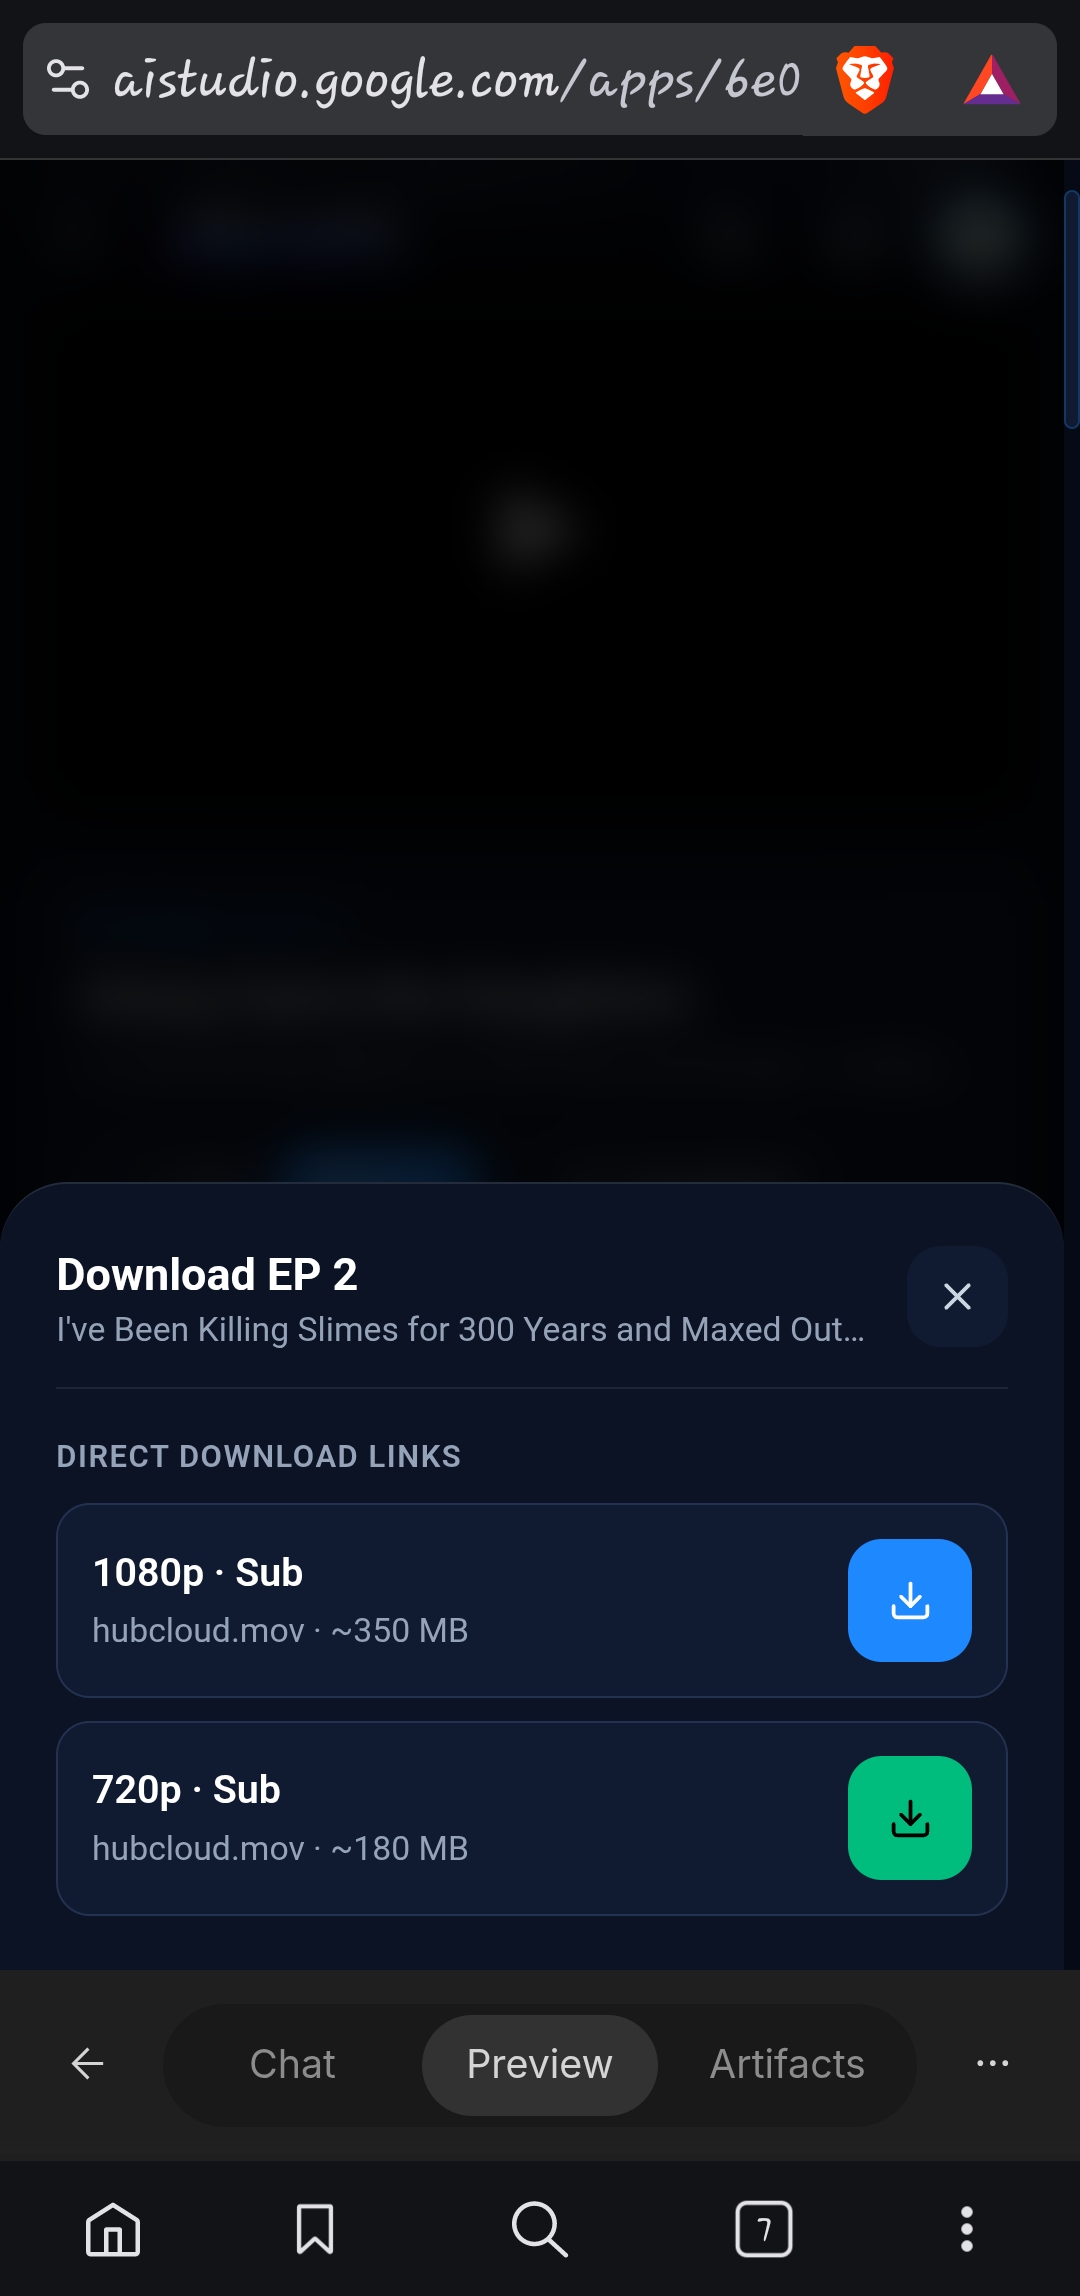 aistudio.google.com/apps/6e0
Download EP 2
I've Been Killing Slimes for 300 Years and Maxed Out…
DIRECT DOWNLOAD LINKS
1080p · Sub
hubcloud.mov · ~350 MB
720p · Sub
hubcloud.mov · ~180 MB
Chat Preview Artifacts
7